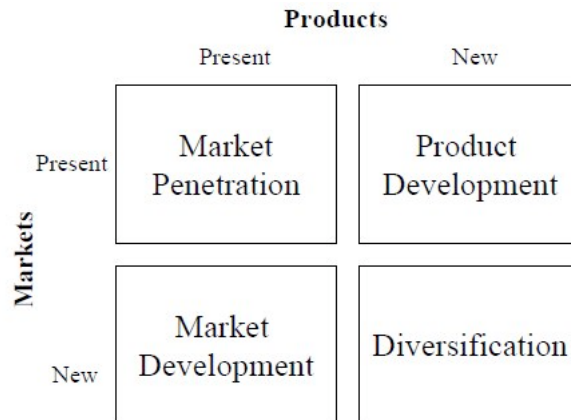 Products
Present New
Present
Market
Penetration
Product
Development
Markets
New
Market
Development
Diversification